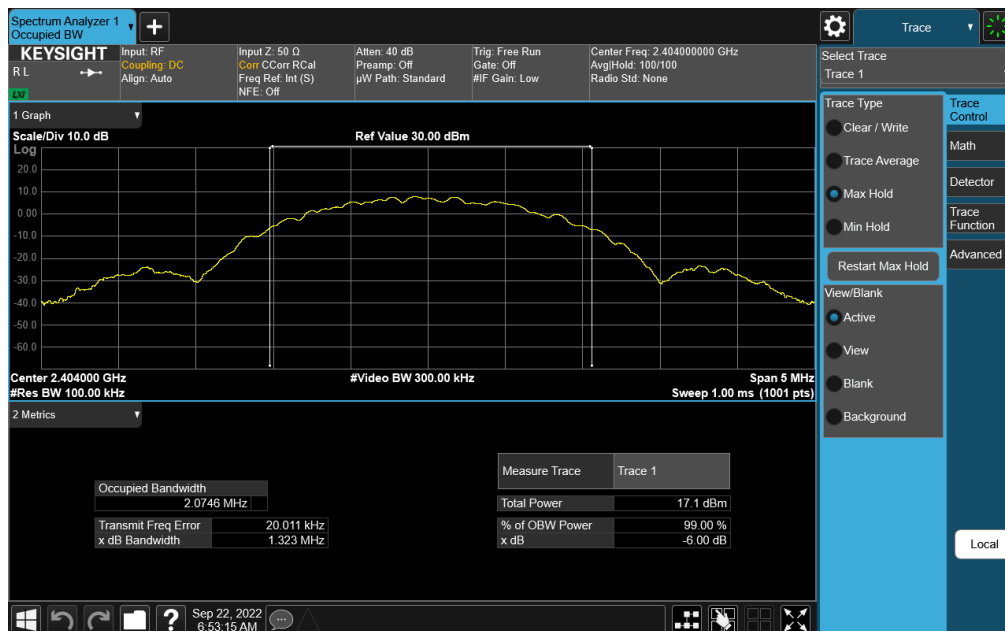 Spectrum Analyzer 1
Occupied BW
KEYSIGHT
R L
LXI
Input: RF
Coupling: DC
Align: Auto
Input Z: 50 Ω
Corr CCorr RCal
Freq Ref: Int (S)
NFE: Off
Atten: 40 dB
Preamp: Off
µW Path: Standard
Trig: Free Run
Gate: Off
#IF Gain: Low
Center Freq: 2.404000000 GHz
Avg|Hold: 100/100
Radio Std: None
1 Graph
Scale/Div 10.0 dB
Ref Value 30.00 dBm
Log
20.0
10.0
0.00
-10.0
-20.0
-30.0
-40.0
-50.0
-60.0
Center 2.404000 GHz
#Video BW 300.00 kHz
Span 5 MHz
#Res BW 100.00 kHz
Sweep 1.00 ms (1001 pts)
2 Metrics
Occupied Bandwidth
2.0746 MHz
Transmit Freq Error 20.011 kHz
x dB Bandwidth 1.323 MHz
Measure Trace Trace 1
Total Power 17.1 dBm
% of OBW Power 99.00 %
x dB -6.00 dB
Sep 22, 2022
6:53:15 AM
Trace
Select Trace
Trace 1
Trace Type
Clear / Write
Trace Average
Max Hold
Min Hold
Restart Max Hold
View/Blank
Active
View
Blank
Background
Trace
Control
Math
Detector
Trace
Function
Advanced
Local